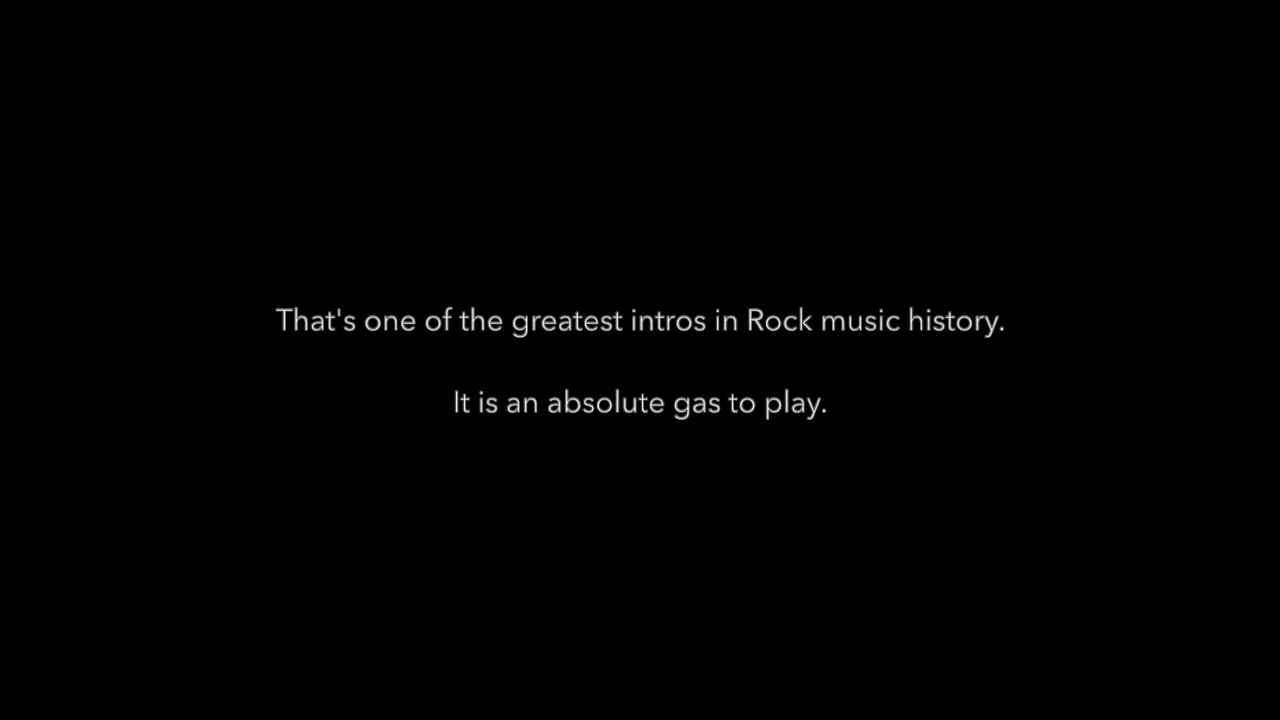 That's one of the greatest intros in Rock music history.
It is an absolute gas to play.